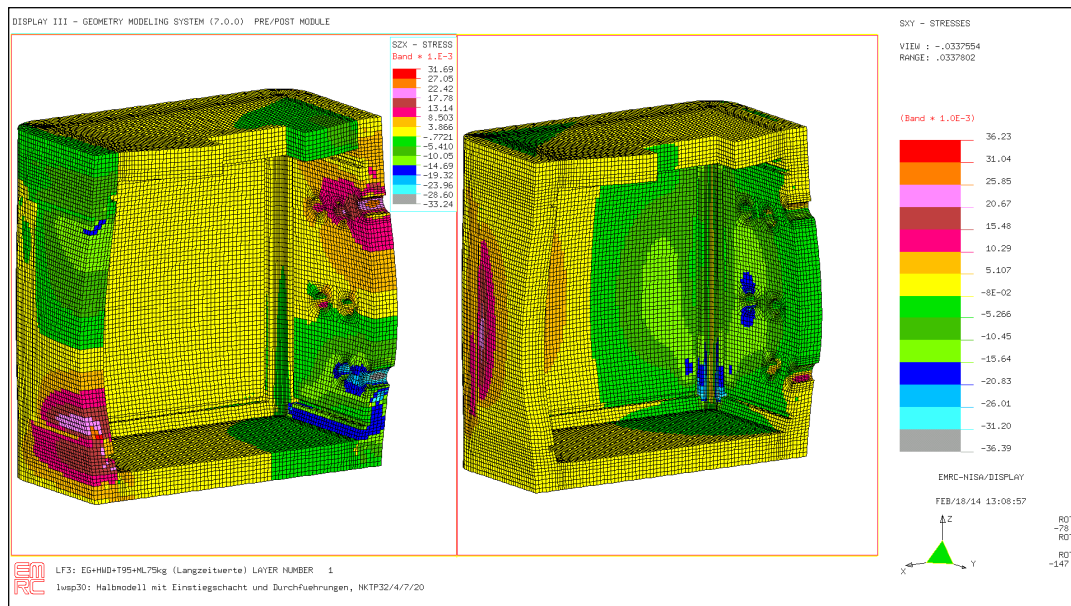 DISPLAY III - GEOMETRY MODELING SYSTEM (7.0.0) PRE/POST MODULE
SZX - STRESS
Band * 1.E-3
31.69
27.05
22.42
17.78
13.14
8.503
3.866
-.7721
-5.410
-10.05
-14.69
-19.32
-23.96
-28.60
-33.24
SXY - STRESSES
VIEW : -.0337554
RANGE: .0337802
(Band * 1.0E-3)
36.23
31.04
25.85
20.67
15.48
10.29
5.107
-8E-02
-5.266
-10.45
-15.64
-20.83
-26.01
-31.20
-36.39
EMRC-NISA/DISPLAY
FEB/18/14 13:08:57
Z
X
Y
ROT
-78
ROT
ROT
-147
EMRC
LF3: EG+HWD+T95+ML75kg (Langzeitwerte) LAYER NUMBER 1
lwsp30: Halbmodell mit Einstiegschacht und Durchfuehrungen, NKTP32/4/7/20